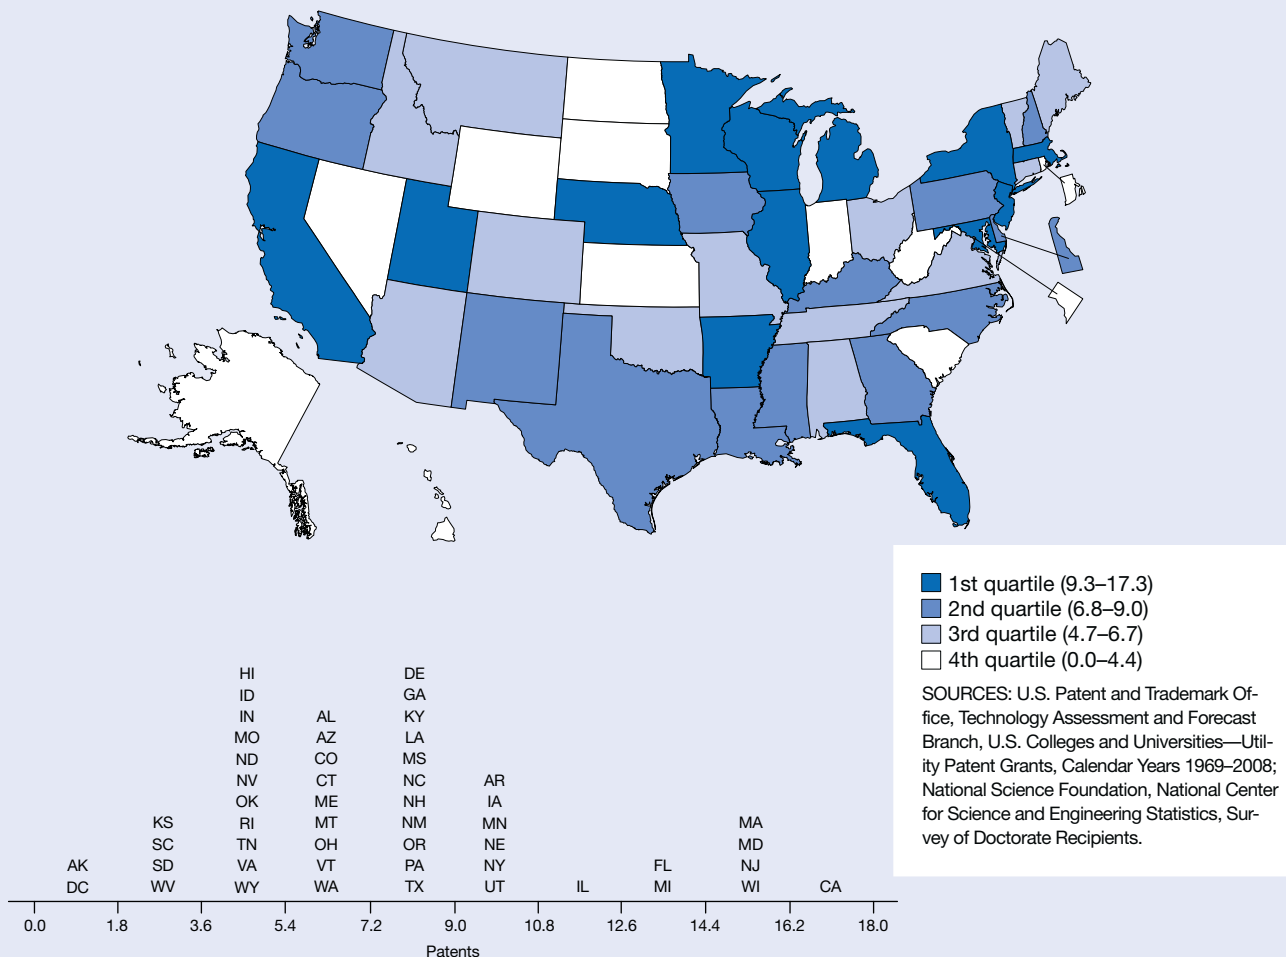 1st quartile (9.3–17.3)
2nd quartile (6.8–9.0)
3rd quartile (4.7–6.7)
4th quartile (0.0–4.4)
SOURCES: U.S. Patent and Trademark Of-
fice, Technology Assessment and Forecast
Branch, U.S. Colleges and Universities—Util-
ity Patent Grants, Calendar Years 1969–2008;
National Science Foundation, National Center
for Science and Engineering Statistics, Sur-
vey of Doctorate Recipients.
HI DE
ID GA
IN AL KY
MO AZ LA
ND CO MS
NV CT NC AR
OK ME NH IA
KS RI MT NM MN MA
SC TN OH OR NE MD
AK SD VA VT PA NY FL NJ
DC WV WY WA TX UT IL MI WI CA
0.0 1.8 3.6 5.4 7.2 9.0 10.8 12.6 14.4 16.2 18.0
Patents